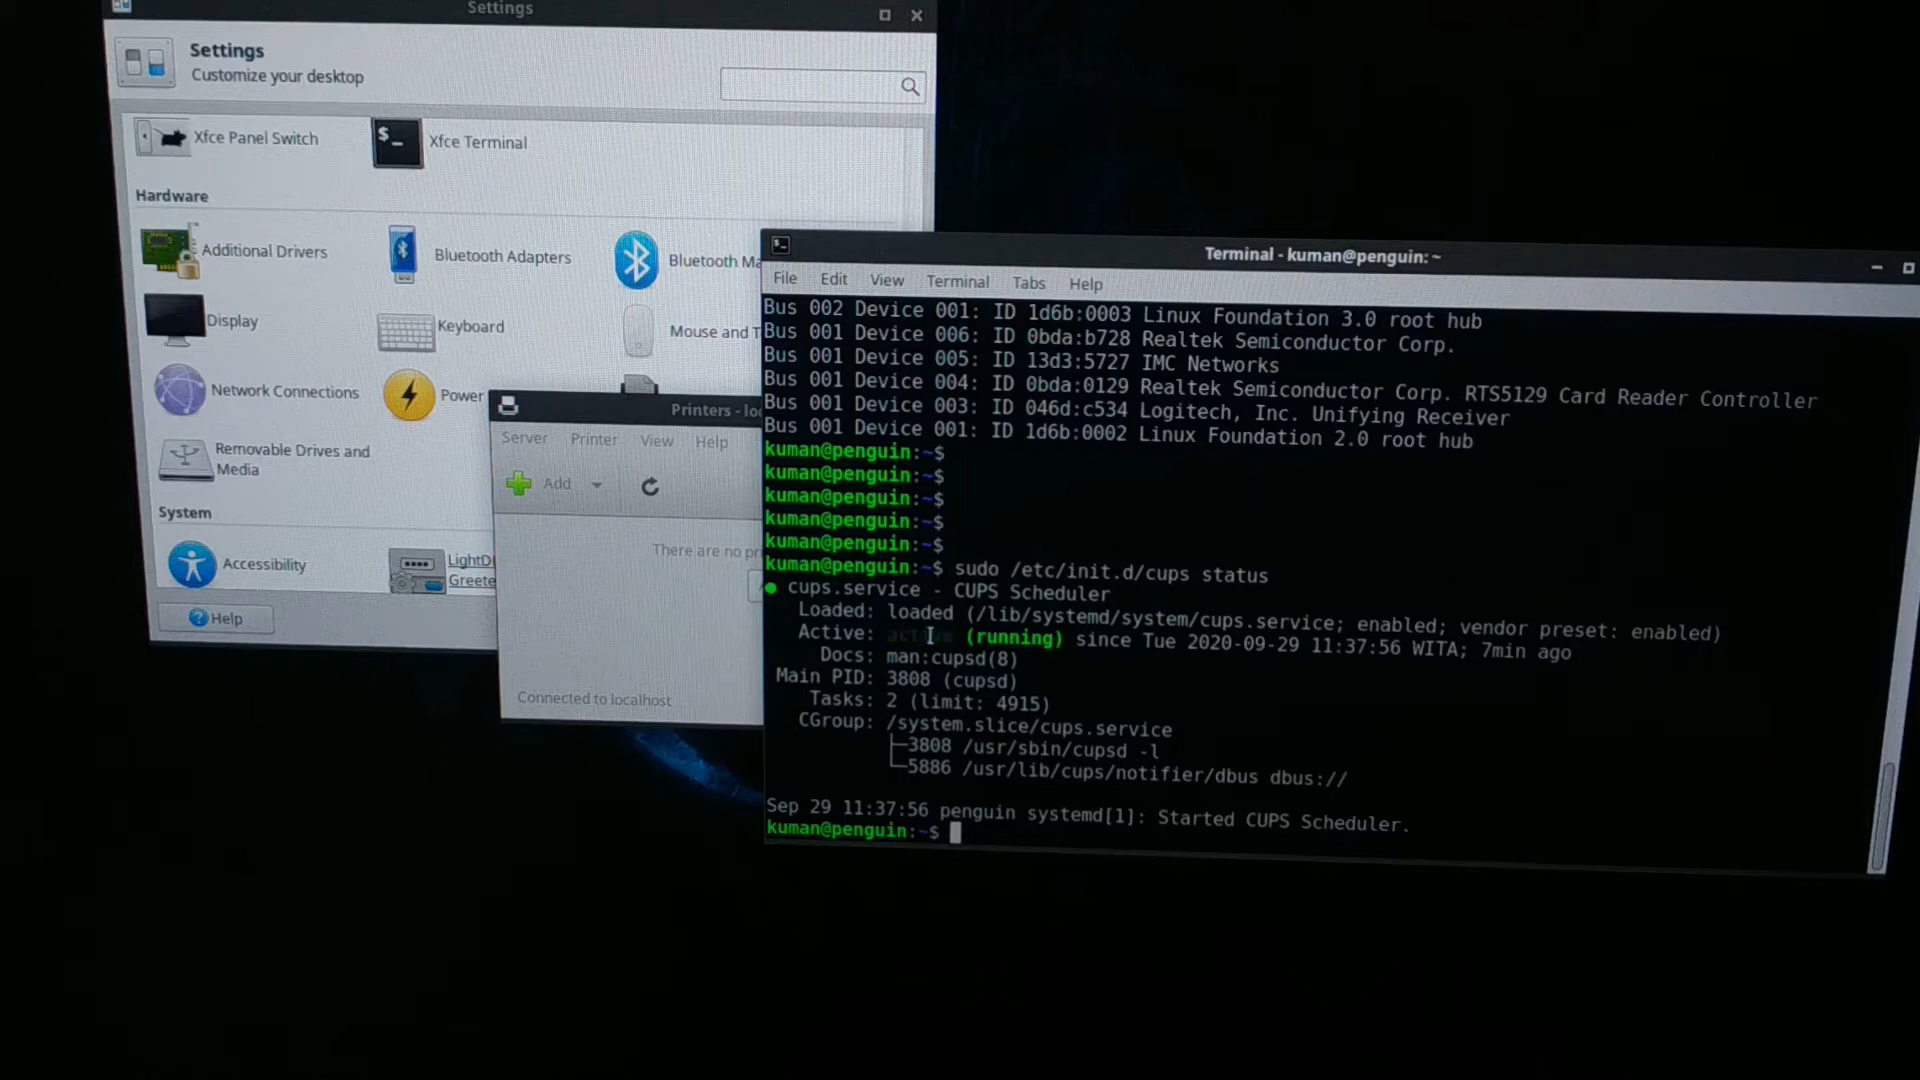 Settings
Settings
Customize your desktop
Xfce Panel Switch
Xfce Terminal
Hardware
Additional Drivers
Bluetooth Adapters
Bluetooth Ma
Display
Keyboard
Mouse and T
Network Connections
Power
Removable Drives and
Media
System
Accessibility
LightD
Greete
Help
Printers - lo
Server Printer View Help
Add
There are no pr
Connected to localhost
Terminal - kuman@penguin: ~
File Edit View Terminal Tabs Help
Bus 002 Device 001: ID 1d6b:0003 Linux Foundation 3.0 root hub
Bus 001 Device 006: ID 0bda:b728 Realtek Semiconductor Corp.
Bus 001 Device 005: ID 13d3:5727 IMC Networks
Bus 001 Device 004: ID 0bda:0129 Realtek Semiconductor Corp. RTS5129 Card Reader Controller
Bus 001 Device 003: ID 046d:c534 Logitech, Inc. Unifying Receiver
Bus 001 Device 001: ID 1d6b:0002 Linux Foundation 2.0 root hub
kuman@penguin:~$
kuman@penguin:~$
kuman@penguin:~$
kuman@penguin:~$
kuman@penguin:~$
kuman@penguin:~$ sudo /etc/init.d/cups status
● cups.service - CUPS Scheduler
Loaded: loaded (/lib/systemd/system/cups.service; enabled; vendor preset: enabled)
Active: (running) since Tue 2020-09-29 11:37:56 WITA; 7min ago
Docs: man:cupsd(8)
Main PID: 3808 (cupsd)
Tasks: 2 (limit: 4915)
CGroup: /system.slice/cups.service
├─3808 /usr/sbin/cupsd -l
└─5886 /usr/lib/cups/notifier/dbus dbus://
Sep 29 11:37:56 penguin systemd[1]: Started CUPS Scheduler.
kuman@penguin:~$